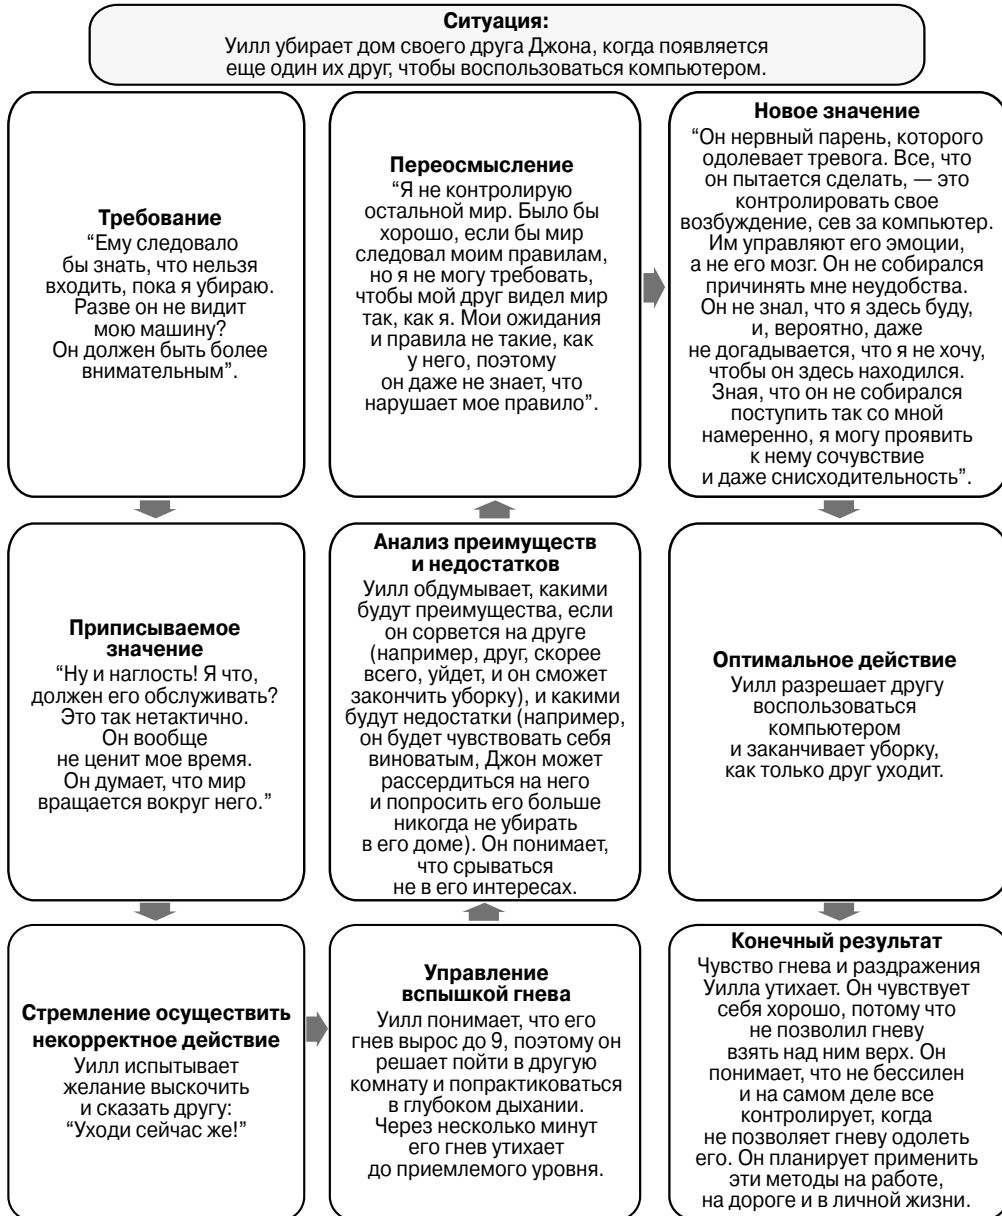 Ситуация:
Уилл убирает дом своего друга Джона, когда появляется
еще один их друг, чтобы воспользоваться компьютером.
Требование
“Ему следовало
бы знать, что нельзя
входить, пока я убираю.
Разве он не видит
мою машину?
Он должен быть более
внимательным”.
Приписываемое
значение
“Ну и наглость! Я что,
должен его обслуживать?
Это так нетактично.
Он вообще
не ценит мое время.
Он думает, что мир
вращается вокруг него.”
Стремление осуществить
некорректное действие
Уилл испытывает
желание выскочить
и сказать другу:
“Уходи сейчас же!”
Управление
вспышкой гнева
Уилл понимает, что его
гнев вырос до 9, поэтому он
решает пойти в другую
комнату и попрактиковаться
в глубоком дыхании.
Через несколько минут
его гнев утихает
до приемлемого уровня.
Анализ преимуществ
и недостатков
Уилл обдумывает, какими
будут преимущества, если
он сорвется на друге
(например, друг, скорее
всего, уйдет, и он сможет
закончить уборку), и какими
будут недостатки (например,
он будет чувствовать себя
виноватым, Джон может
рассердиться на него
и попросить его больше
никогда не убирать
в его доме). Он понимает,
что срываться
не в его интересах.
Переосмысление
“Я не контролирую
остальной мир. Было бы
хорошо, если бы мир
следовал моим правилам,
но я не могу требовать,
чтобы мой друг видел мир
так, как я. Мои ожидания
и правила не такие, как
у него, поэтому
он даже не знает, что
нарушает мое правило”.
Новое значение
“Он нервный парень, которого
одолевает тревога. Все, что
он пытается сделать, — это
контролировать свое
возбуждение, сев за компьютер.
Им управляют его эмоции,
а не его мозг. Он не собирался
причинять мне неудобства.
Он не знал, что я здесь буду,
и, вероятно, даже
не догадывается, что я не хочу,
чтобы он здесь находился.
Зная, что он не собирался
поступить так со мной
намеренно, я могу проявить
к нему сочувствие
и даже снисходительность”.
Оптимальное действие
Уилл разрешает другу
воспользоваться
компьютером
и заканчивает уборку,
как только друг уходит.
Конечный результат
Чувство гнева и раздражения
Уилла утихает. Он чувствует
себя хорошо, потому что
не позволил гневу
взять над ним верх. Он
понимает, что не бессилен
и на самом деле все
контролирует, когда
не позволяет гневу одолеть
его. Он планирует применить
эти методы на работе,
на дороге и в личной жизни.